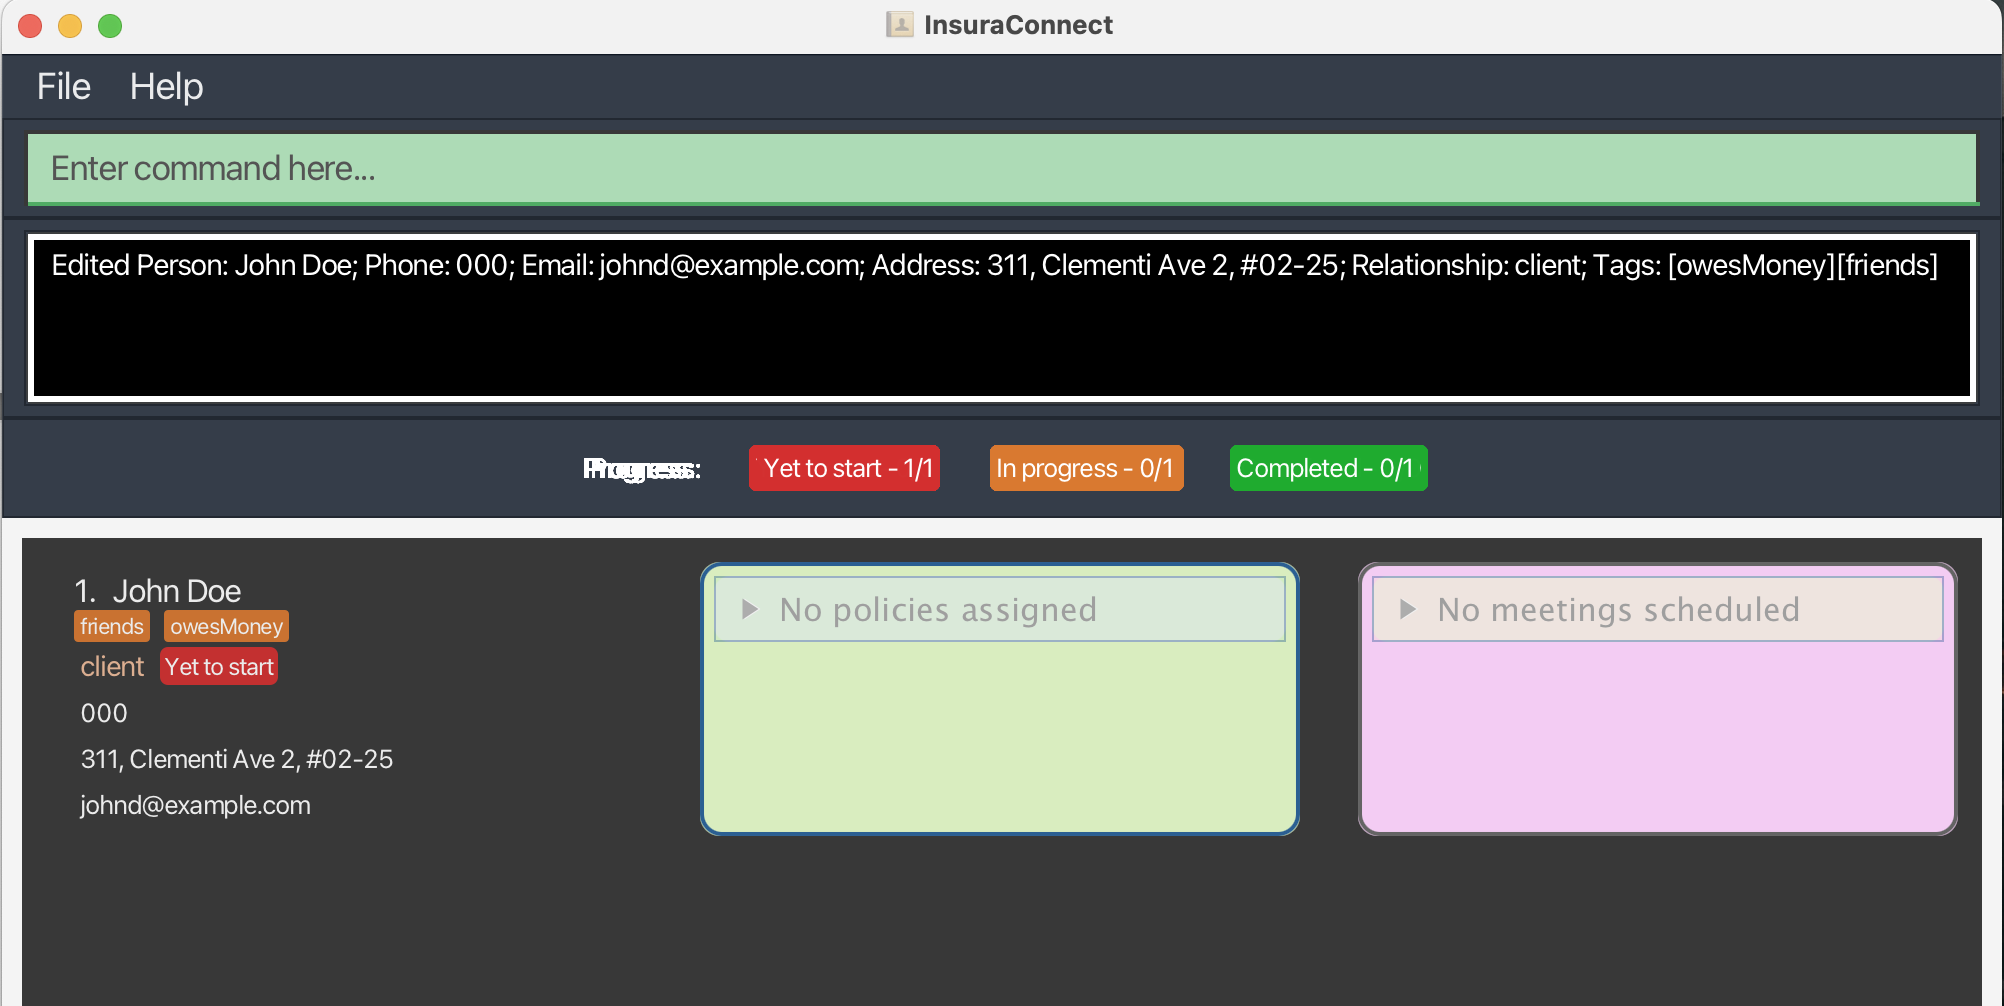 InsuraConnect
File Help
Enter command here...
Edited Person: John Doe; Phone: 000; Email: johnd@example.com; Address: 311, Clementi Ave 2, #02-25; Relationship: client; Tags: [owesMoney][friends]
Yet to start - 1/1 In progress - 0/1 Completed - 0/1
1. John Doe
friends owesMoney
client Yet to start
000
311, Clementi Ave 2, #02-25
johnd@example.com
No policies assigned
No meetings scheduled